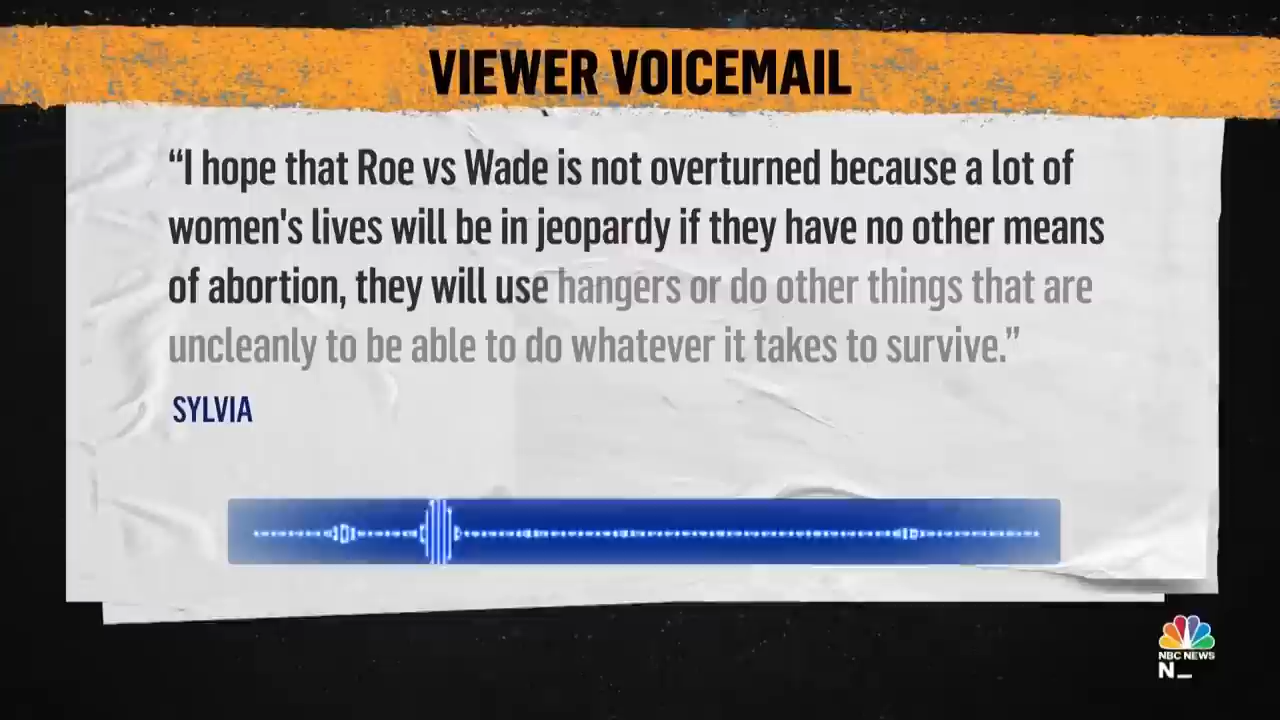 VIEWER VOICEMAIL
“I hope that Roe vs Wade is not overturned because a lot of
women's lives will be in jeopardy if they have no other means
of abortion, they will use hangers or do other things that are
uncleanly to be able to do whatever it takes to survive.”
SYLVIA
NBC NEWS
N_